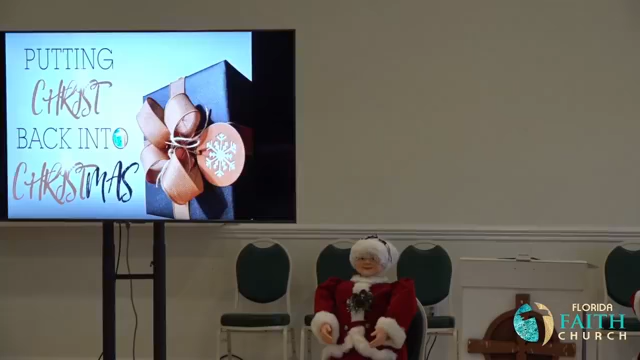 PUTTING
CHRIST
BACK INTO
CHRISTMAS
FLORIDA
FAITH
CHURCH